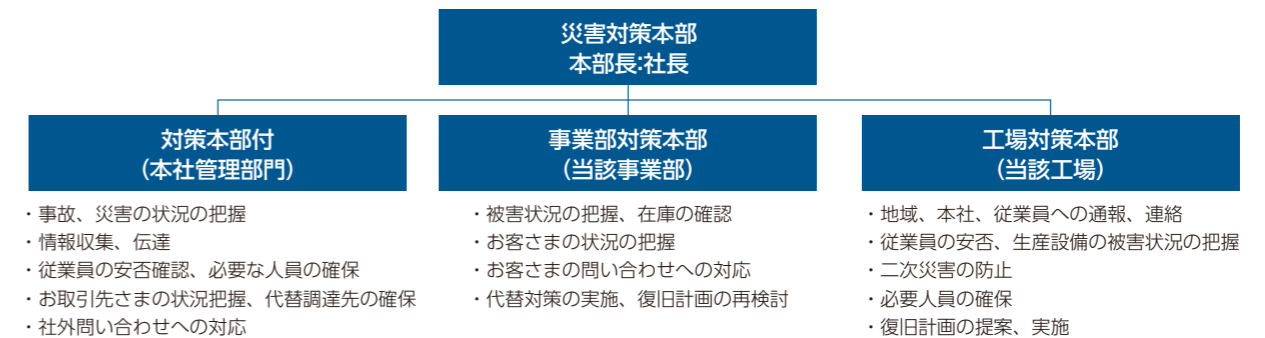 災害対策本部
本部長:社長
対策本部付
(本社管理部門)
・事故、災害の状況の把握
・情報収集、伝達
・従業員の安否確認、必要な人員の確保
・お取引先さまの状況把握、代替調達先の確保
・社外問い合わせへの対応
事業部対策本部
(当該事業部)
・被害状況の把握、在庫の確認
・お客さまの状況の把握
・お客さまの問い合わせへの対応
・代替対策の実施、復旧計画の再検討
工場対策本部
(当該工場)
・地域、本社、従業員への通報、連絡
・従業員の安否、生産設備の被害状況の把握
・二次災害の防止
・必要人員の確保
・復旧計画の提案、実施